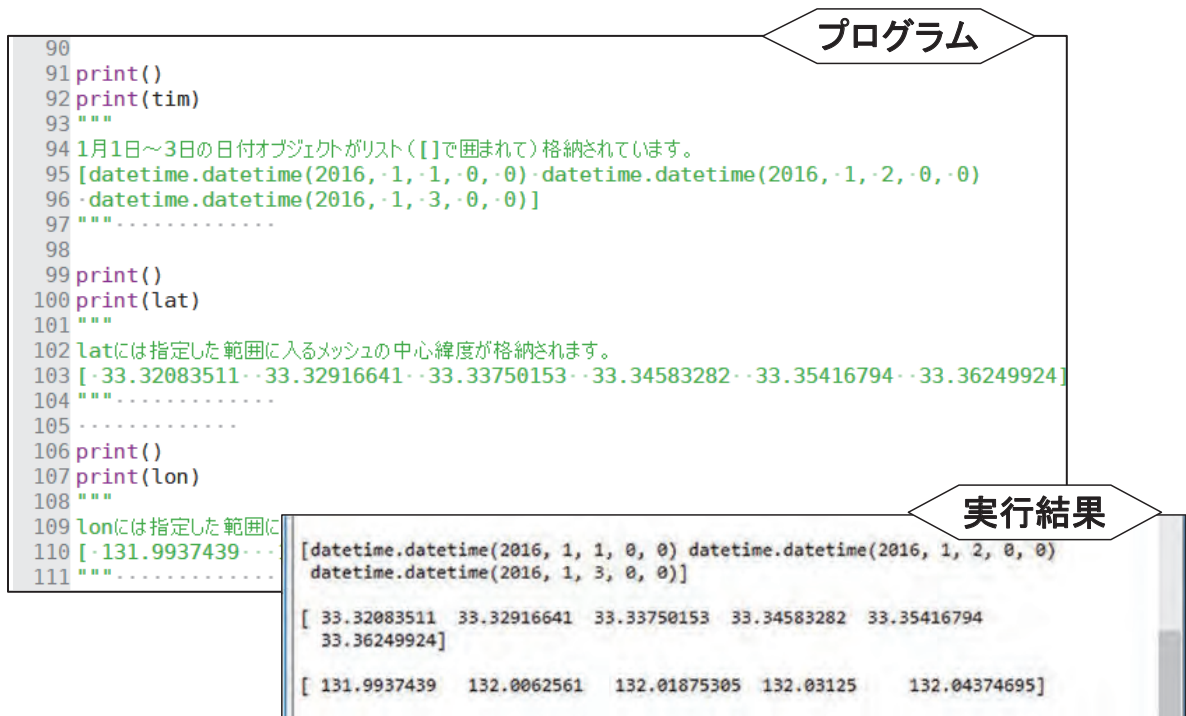 プログラム
90
91 print()
92 print(tim)
93 """
94 1月1日～3日の日付オブジェクトがリスト([]で囲まれて)格納されています。
95 [datetime.datetime(2016,·1,·1,·0,·0)·datetime.datetime(2016,·1,·2,·0,·0)
96 ·datetime.datetime(2016,·1,·3,·0,·0)]
97 """·············
98
99 print()
100 print(lat)
101 """
102 latには指定した範囲に入るメッシュの中心緯度が格納されます。
103 [·33.32083511··33.32916641··33.33750153··33.34583282··33.35416794··33.36249924]
104 """·············
105 ·············
106 print()
107 print(lon)
108 """
109 lonには指定した範囲に
110 [·131.9937439···
111 """·············
実行結果
[datetime.datetime(2016, 1, 1, 0, 0) datetime.datetime(2016, 1, 2, 0, 0)
datetime.datetime(2016, 1, 3, 0, 0)]
[ 33.32083511 33.32916641 33.33750153 33.34583282 33.35416794
33.36249924]
[ 131.9937439 132.0062561 132.01875305 132.03125 132.04374695]